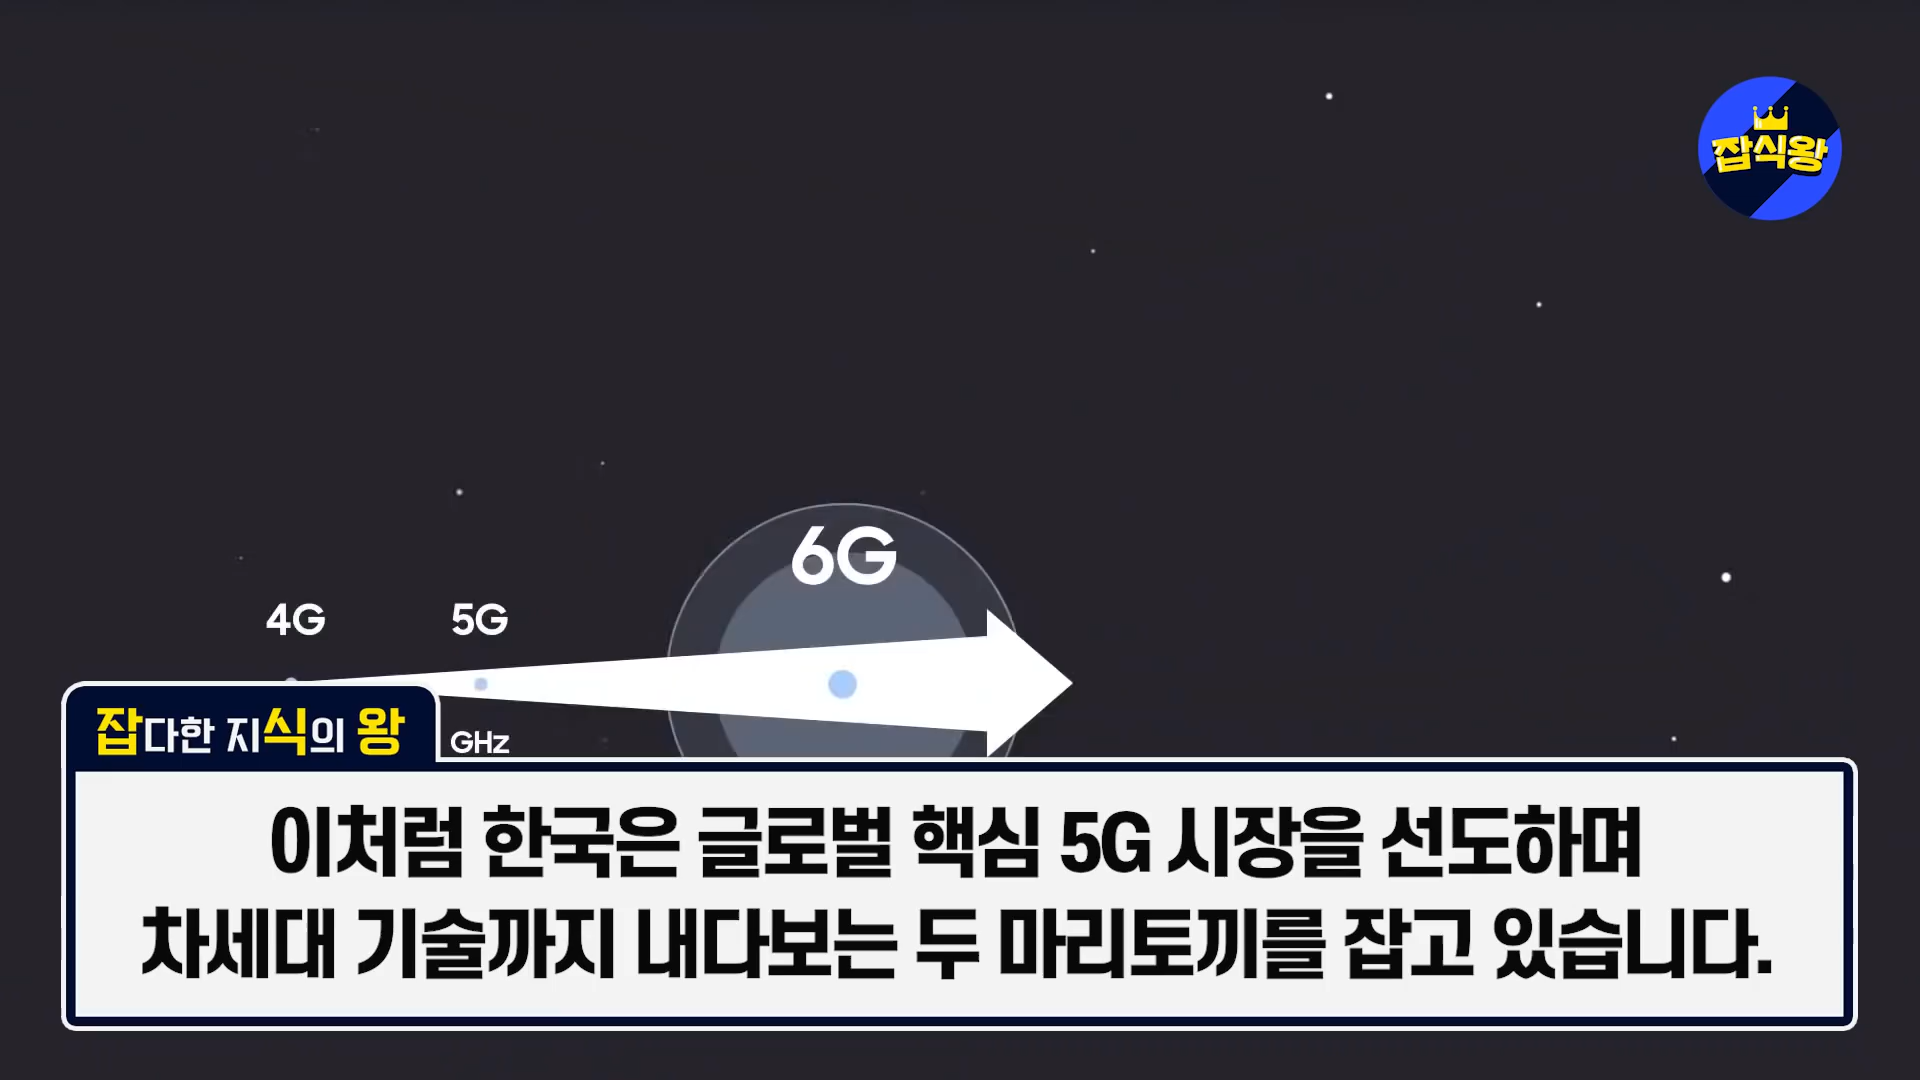 잡식왕
6G
4G
5G
잡다한 지식의 왕
GHz
이처럼 한국은 글로벌 핵심 5G 시장을 선도하며
차세대 기술까지 내다보는 두 마리토끼를 잡고 있습니다.